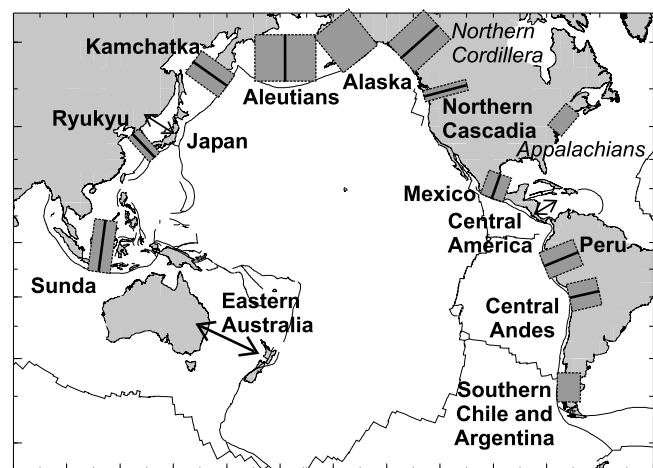 Kamchatka
Northern
Cordillera
Aleutians
Alaska
Northern
Cascadia
Ryukyu
Japan
Appalachians
Mexico
Central
America
Peru
Sunda
Eastern
Australia
Central
Andes
Southern
Chile and
Argentina